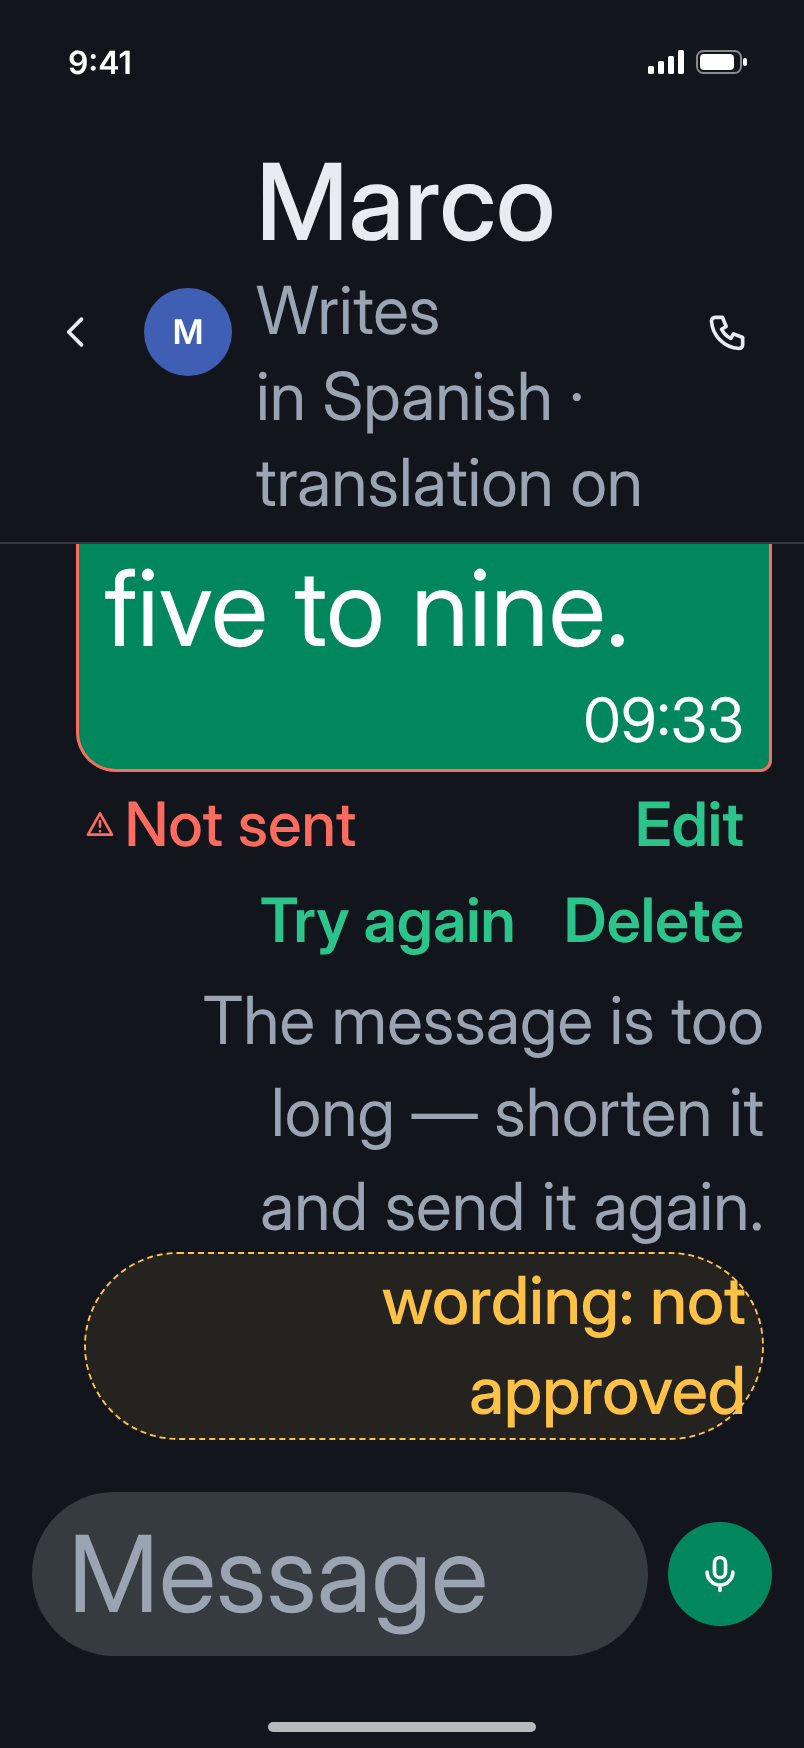 9:41
Marco
M
Writes
in Spanish ·
translation on
five to nine.
09:33
Not sent
Edit
Try again
Delete
The message is too
long — shorten it
and send it again.
wording: not
approved
Message